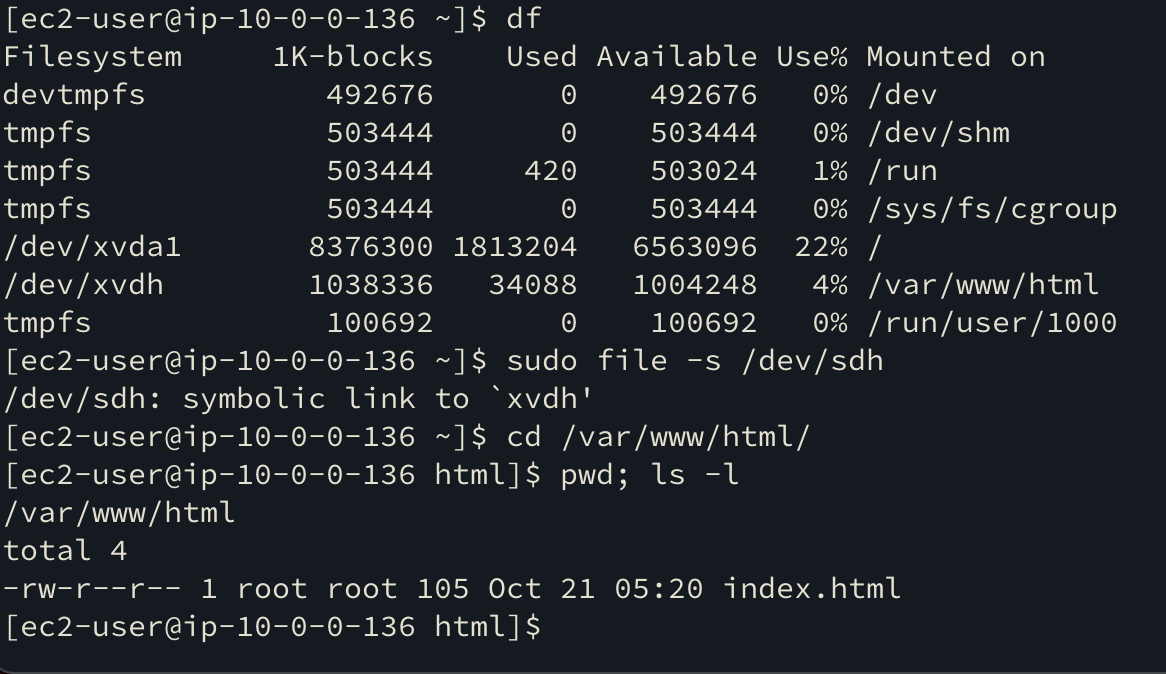 [ec2-user@ip-10-0-0-136 ~]$ df
Filesystem     1K-blocks    Used Available Use% Mounted on
devtmpfs          492676       0    492676   0% /dev
tmpfs             503444       0    503444   0% /dev/shm
tmpfs             503444     420    503024   1% /run
tmpfs             503444       0    503444   0% /sys/fs/cgroup
/dev/xvda1       8376300 1813204   6563096  22% /
/dev/xvdh        1038336   34088   1004248   4% /var/www/html
tmpfs             100692       0    100692   0% /run/user/1000
[ec2-user@ip-10-0-0-136 ~]$ sudo file -s /dev/sdh
/dev/sdh: symbolic link to `xvdh'
[ec2-user@ip-10-0-0-136 ~]$ cd /var/www/html/
[ec2-user@ip-10-0-0-136 html]$ pwd; ls -l
/var/www/html
total 4
-rw-r--r-- 1 root root 105 Oct 21 05:20 index.html
[ec2-user@ip-10-0-0-136 html]$